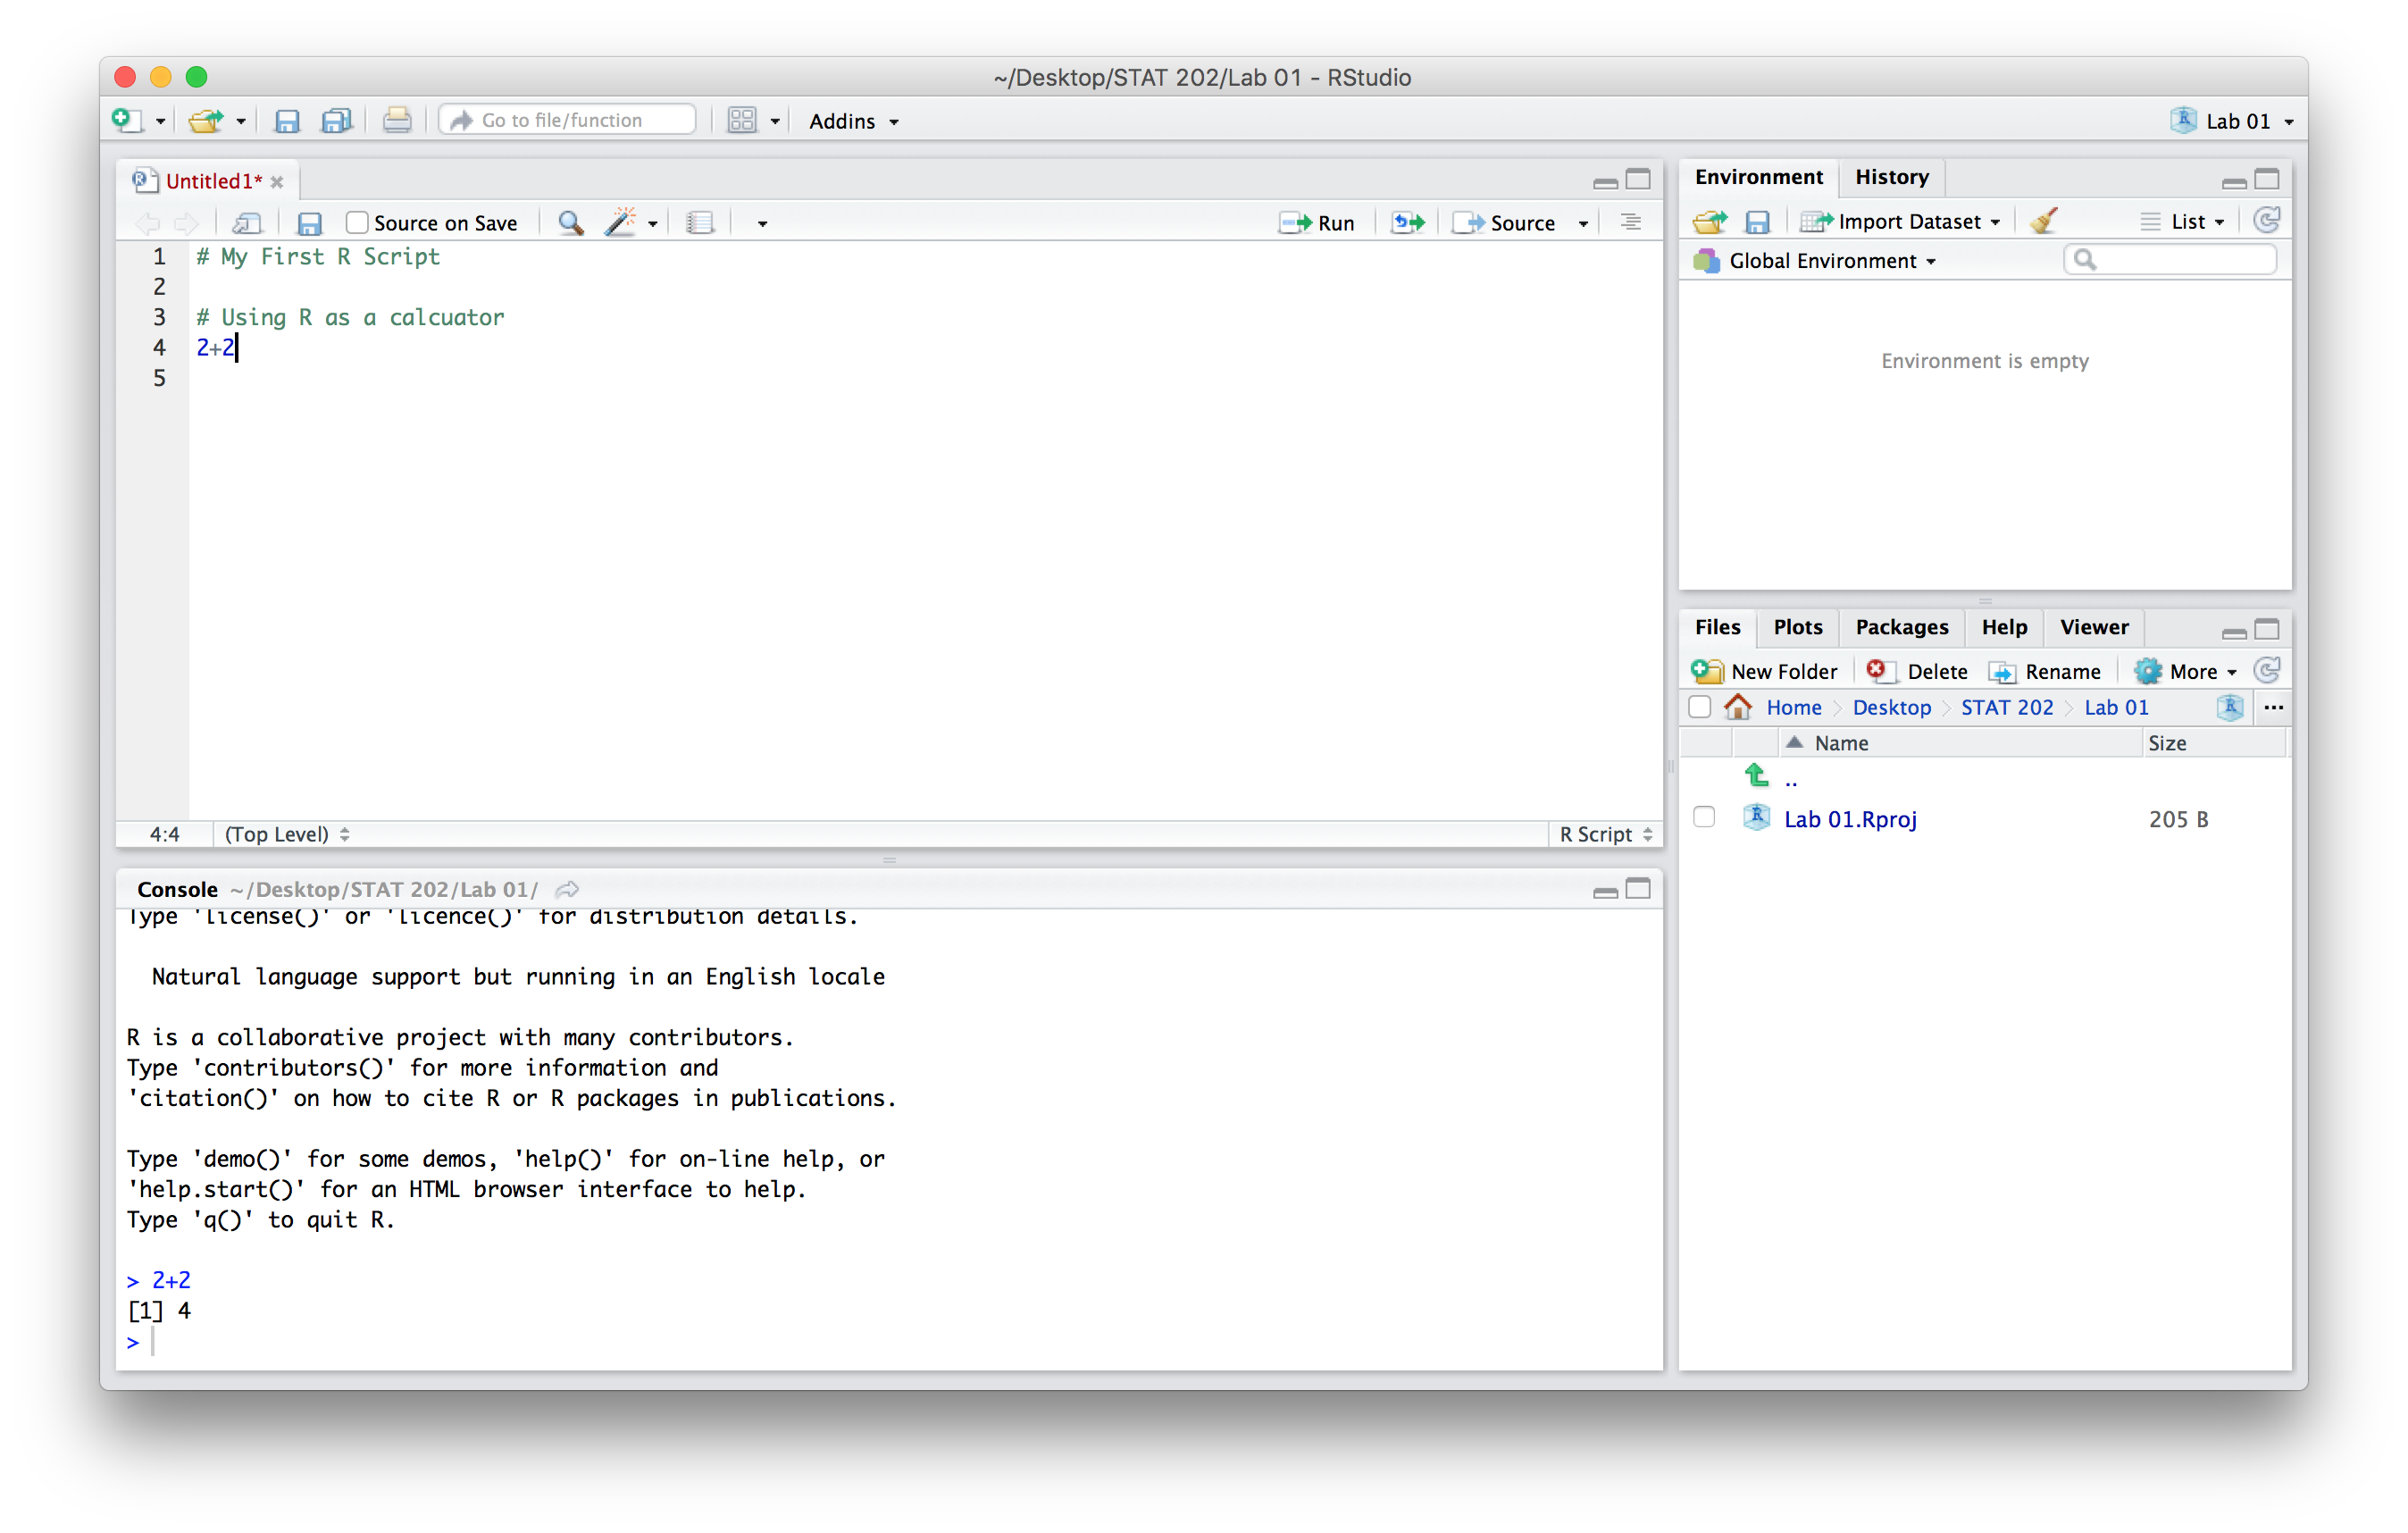 ~/Desktop/STAT 202/Lab 01 - RStudio
Go to file/function
Addins
Lab 01
Untitled1*
Source on Save
Run
Source
1 # My First R Script
2
3 # Using R as a calcuator
4 2+2
5
4:4 (Top Level) R Script
Console ~/Desktop/STAT 202/Lab 01/
Type 'license()' or 'licence()' for distribution details.
Natural language support but running in an English locale
R is a collaborative project with many contributors.
Type 'contributors()' for more information and
'citation()' on how to cite R or R packages in publications.
Type 'demo()' for some demos, 'help()' for on-line help, or
'help.start()' for an HTML browser interface to help.
Type 'q()' to quit R.
> 2+2
[1] 4
>
Environment History
Import Dataset List
Global Environment
Environment is empty
Files Plots Packages Help Viewer
New Folder Delete Rename More
Home Desktop STAT 202 Lab 01 ...
Name Size
..
Lab 01.Rproj 205 B